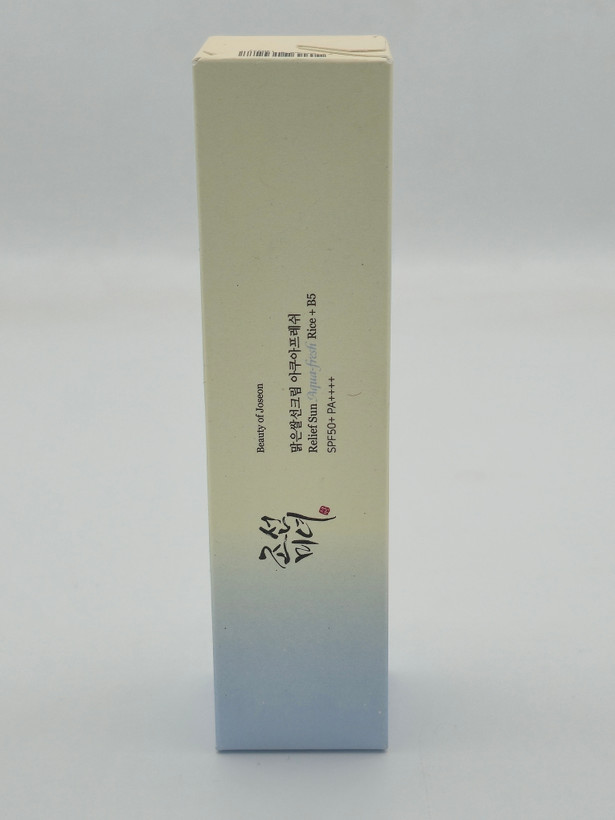 조선
미녀
Beauty of Joseon
맑은쌀선크림 아쿠아프레쉬
Relief Sun Aqua-fresh Rice + B5
SPF50+ PA++++